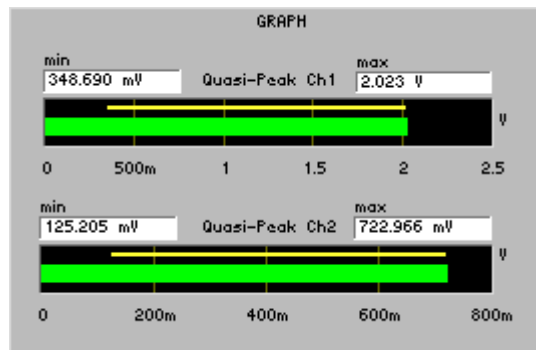 GRAPH
min max
348.690 mV Quasi-Peak Ch1 2.023 V
V
0 500m 1 1.5 2 2.5
min max
125.205 mV Quasi-Peak Ch2 722.966 mV
V
0 200m 400m 600m 800m